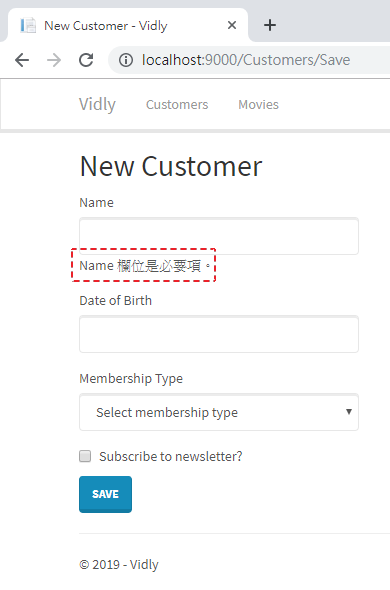 New Customer - Vidly
localhost:9000/Customers/Save
Vidly Customers Movies
New Customer
Name
Name 欄位是必要項。
Date of Birth
Membership Type
Select membership type
Subscribe to newsletter?
SAVE
© 2019 - Vidly